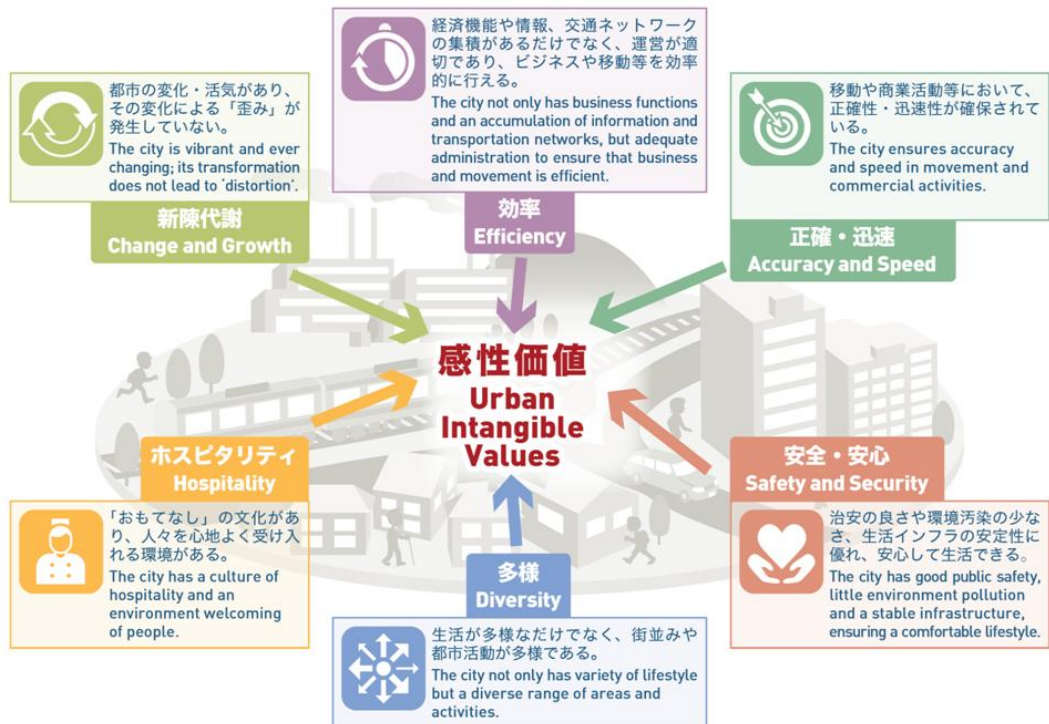 経済機能や情報、交通ネットワーク
の集積があるだけでなく、運営が適
切であり、ビジネスや移動等を効率
的に行える。
The city not only has business functions
and an accumulation of information and
transportation networks, but adequate
administration to ensure that business
and movement is efficient.
効率
Efficiency
都市の変化・活気があり、
その変化による「歪み」が
発生していない。
The city is vibrant and ever
changing; its transformation
does not lead to ‘distortion’.
新陳代謝
Change and Growth
移動や商業活動等において、
正確性・迅速性が確保されて
いる。
The city ensures accuracy
and speed in movement and
commercial activities.
正確・迅速
Accuracy and Speed
感性価値
Urban
Intangible
Values
ホスピタリティ
Hospitality
「おもてなし」の文化があ
り、人々を心地よく受け入
れる環境がある。
The city has a culture of
hospitality and an
environment welcoming
of people.
多様
Diversity
生活が多様なだけでなく、街並みや
都市活動が多様である。
The city not only has variety of lifestyle
but a diverse range of areas and
activities.
安全・安心
Safety and Security
治安の良さや環境汚染の少な
さ、生活インフラの安定性に
優れ、安心して生活できる。
The city has good public safety,
little environment pollution
and a stable infrastructure,
ensuring a comfortable lifestyle.